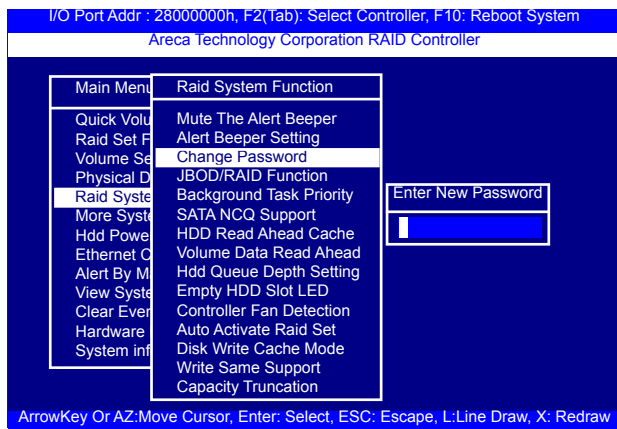 I/O Port Addr : 28000000h, F2(Tab): Select Controller, F10: Reboot System
Areca Technology Corporation RAID Controller
Main Menu
Quick Volu
Raid Set F
Volume Se
Physical D
Raid Syste
More Syste
Hdd Powe
Ethernet C
Alert By M
View Syste
Clear Even
Hardware
System inf
Raid System Function
Mute The Alert Beeper
Alert Beeper Setting
Change Password
JBOD/RAID Function
Background Task Priority
SATA NCQ Support
HDD Read Ahead Cache
Volume Data Read Ahead
Hdd Queue Depth Setting
Empty HDD Slot LED
Controller Fan Detection
Auto Activate Raid Set
Disk Write Cache Mode
Write Same Support
Capacity Truncation
Enter New Password
ArrowKey Or AZ:Move Cursor, Enter: Select, ESC: Escape, L:Line Draw, X: Redraw